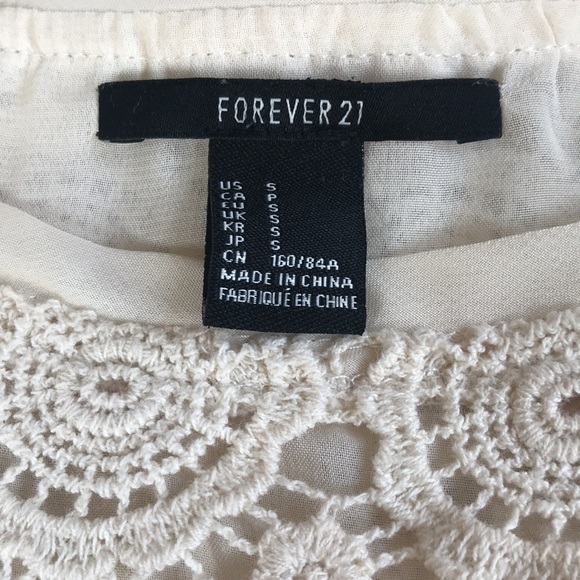 FOREVER 21
US S
CA P
EU S
UK S
KR S
JP S
CN 160/84A
MADE IN CHINA
FABRIQUÉ EN CHINE